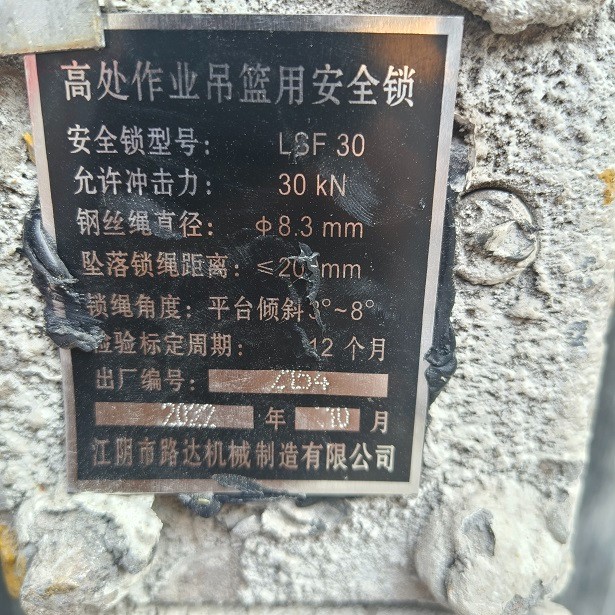 高处作业吊篮用安全锁
安全锁型号： LSF 30
允许冲击力： 30 kN
钢丝绳直径： φ8.3 mm
坠落锁绳距离：≤20 mm
锁绳角度：平台倾斜3°~8°
检验标定周期： 12 个月
出厂编号：
2022 年 10 月
江阴市路达机械制造有限公司